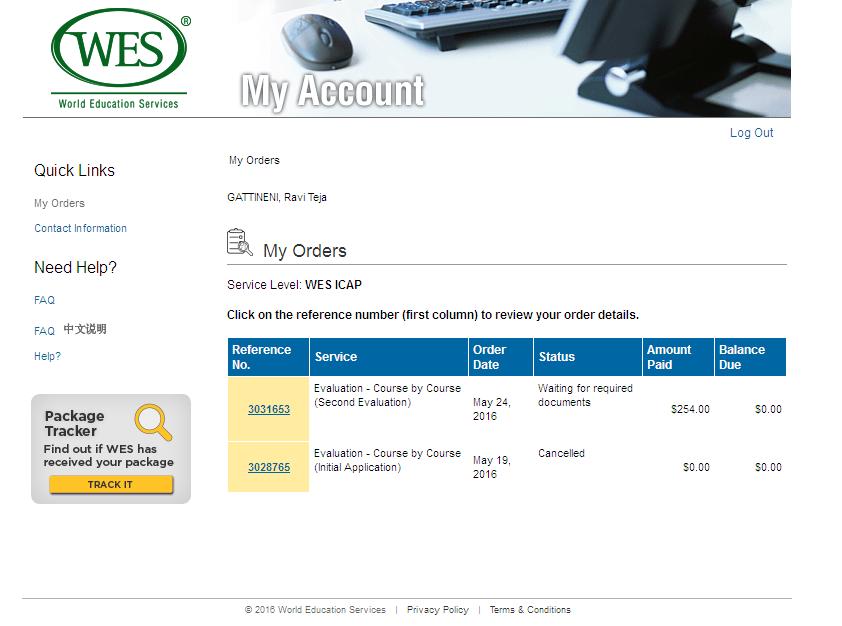 WES ®
World Education Services
My Account
Log Out
Quick Links
My Orders
Contact Information
Need Help?
FAQ
FAQ 中文说明
Help?
Package
Tracker
Find out if WES has
received your package
TRACK IT
My Orders
GATTINENI, Ravi Teja
My Orders
Service Level: WES ICAP
Click on the reference number (first column) to review your order details.
Reference No. Service Order Date Status Amount Paid Balance Due
3031653 Evaluation - Course by Course (Second Evaluation) May 24, 2016 Waiting for required documents $254.00 $0.00
3028765 Evaluation - Course by Course (Initial Application) May 19, 2016 Cancelled $0.00 $0.00
© 2016 World Education Services | Privacy Policy | Terms & Conditions